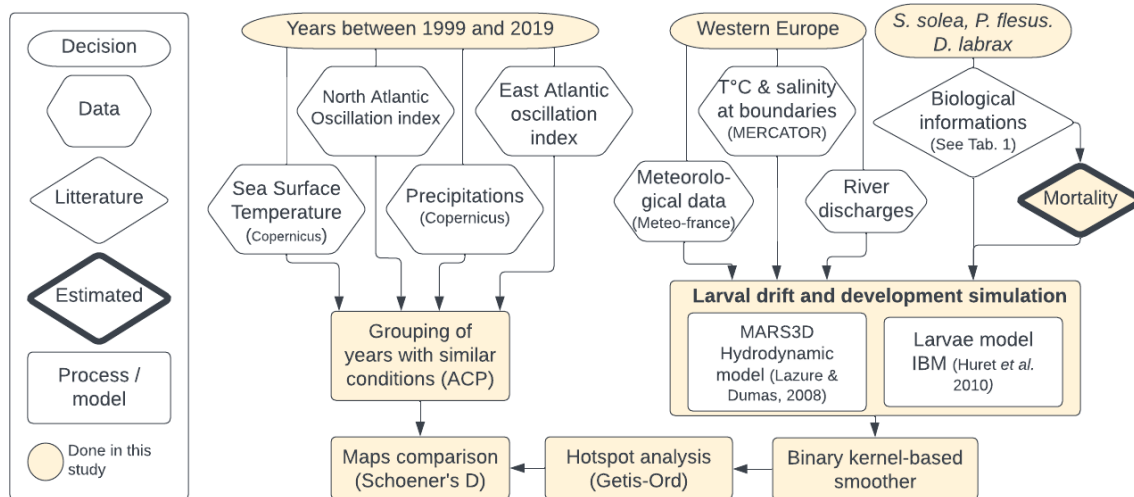 Decision
Data
Litterature
Estimated
Process /
model
Done in this
study
Years between 1999 and 2019
North Atlantic
Oscillation index
East Atlantic
oscillation
index
Sea Surface
Temperature
(Copernicus)
Precipitations
(Copernicus)
Grouping of
years with similar
conditions (ACP)
Western Europe
T°C & salinity
at boundaries
(MERCATOR)
Meteorolo-
gical data
(Meteo-france)
River
discharges
S. solea, P. flesus.
D. labrax
Biological
informations
(See Tab. 1)
Mortality
Larval drift and development simulation
MARS3D
Hydrodynamic
model (Lazure &
Dumas, 2008)
Larvae model
IBM (Huret et al.
2010)
Maps comparison
(Schoener's D)
Hotspot analysis
(Getis-Ord)
Binary kernel-based
smoother